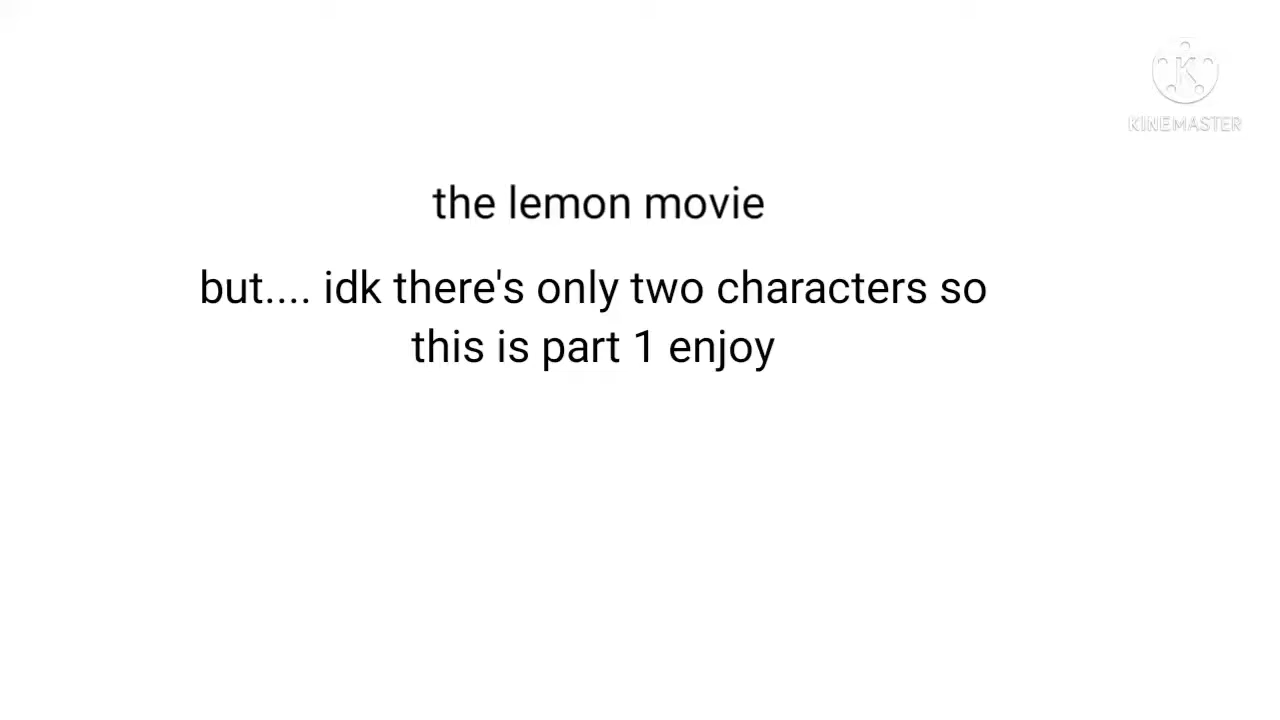 KINEMASTER
the lemon movie
but.... idk there's only two characters so
this is part 1 enjoy